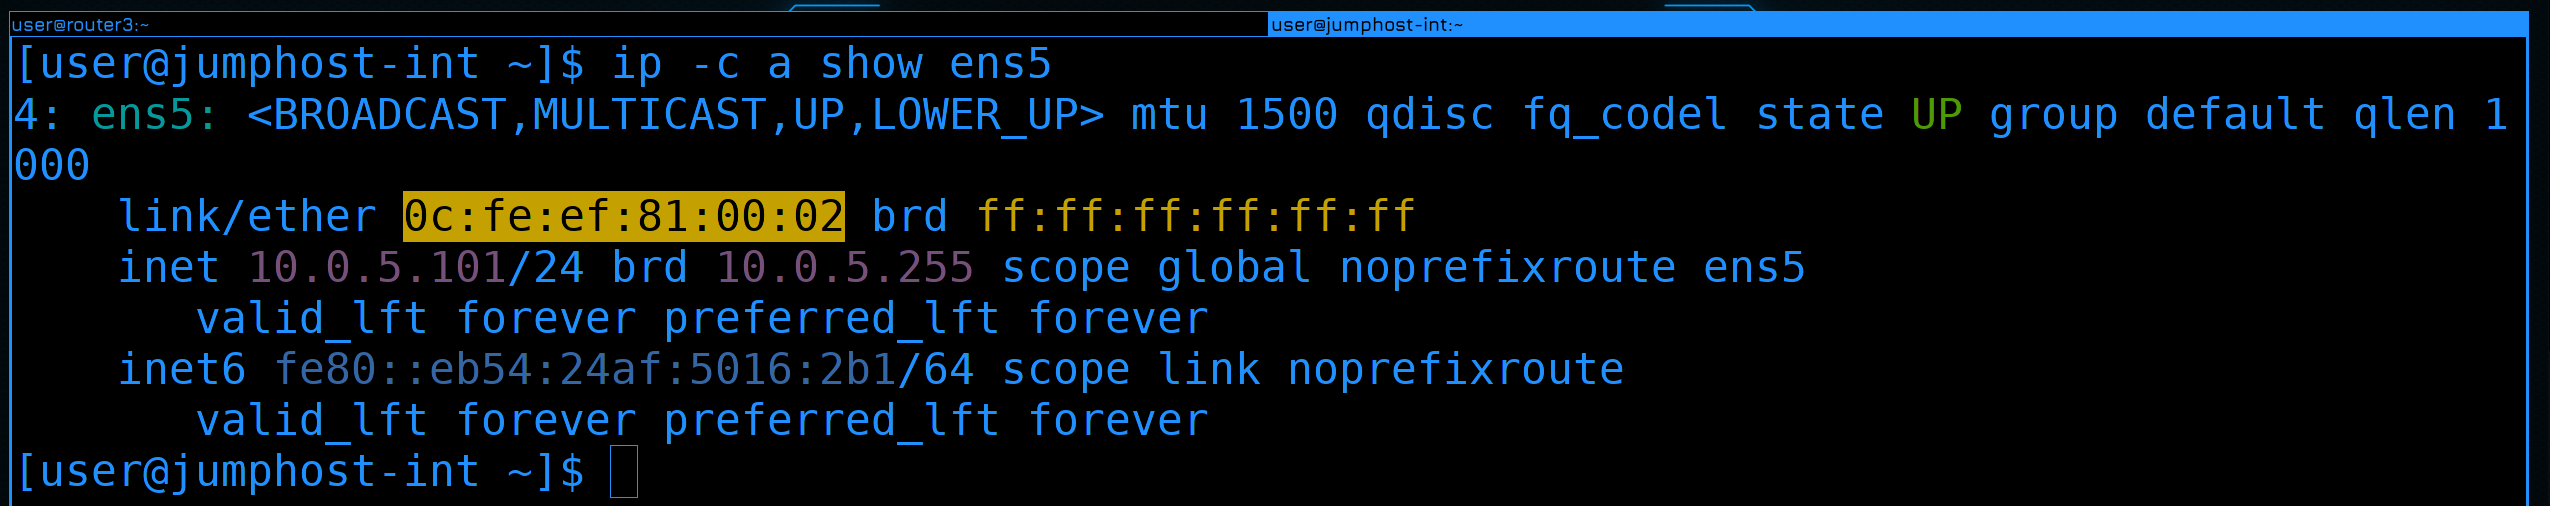 user@router3:~
user@jumphost-int:~
[user@jumphost-int ~]$ ip -c a show ens5
4: ens5: <BROADCAST,MULTICAST,UP,LOWER_UP> mtu 1500 qdisc fq_codel state UP group default qlen 1
000
    link/ether 0c:fe:ef:81:00:02 brd ff:ff:ff:ff:ff:ff
    inet 10.0.5.101/24 brd 10.0.5.255 scope global noprefixroute ens5
       valid_lft forever preferred_lft forever
    inet6 fe80::eb54:24af:5016:2b1/64 scope link noprefixroute
       valid_lft forever preferred_lft forever
[user@jumphost-int ~]$